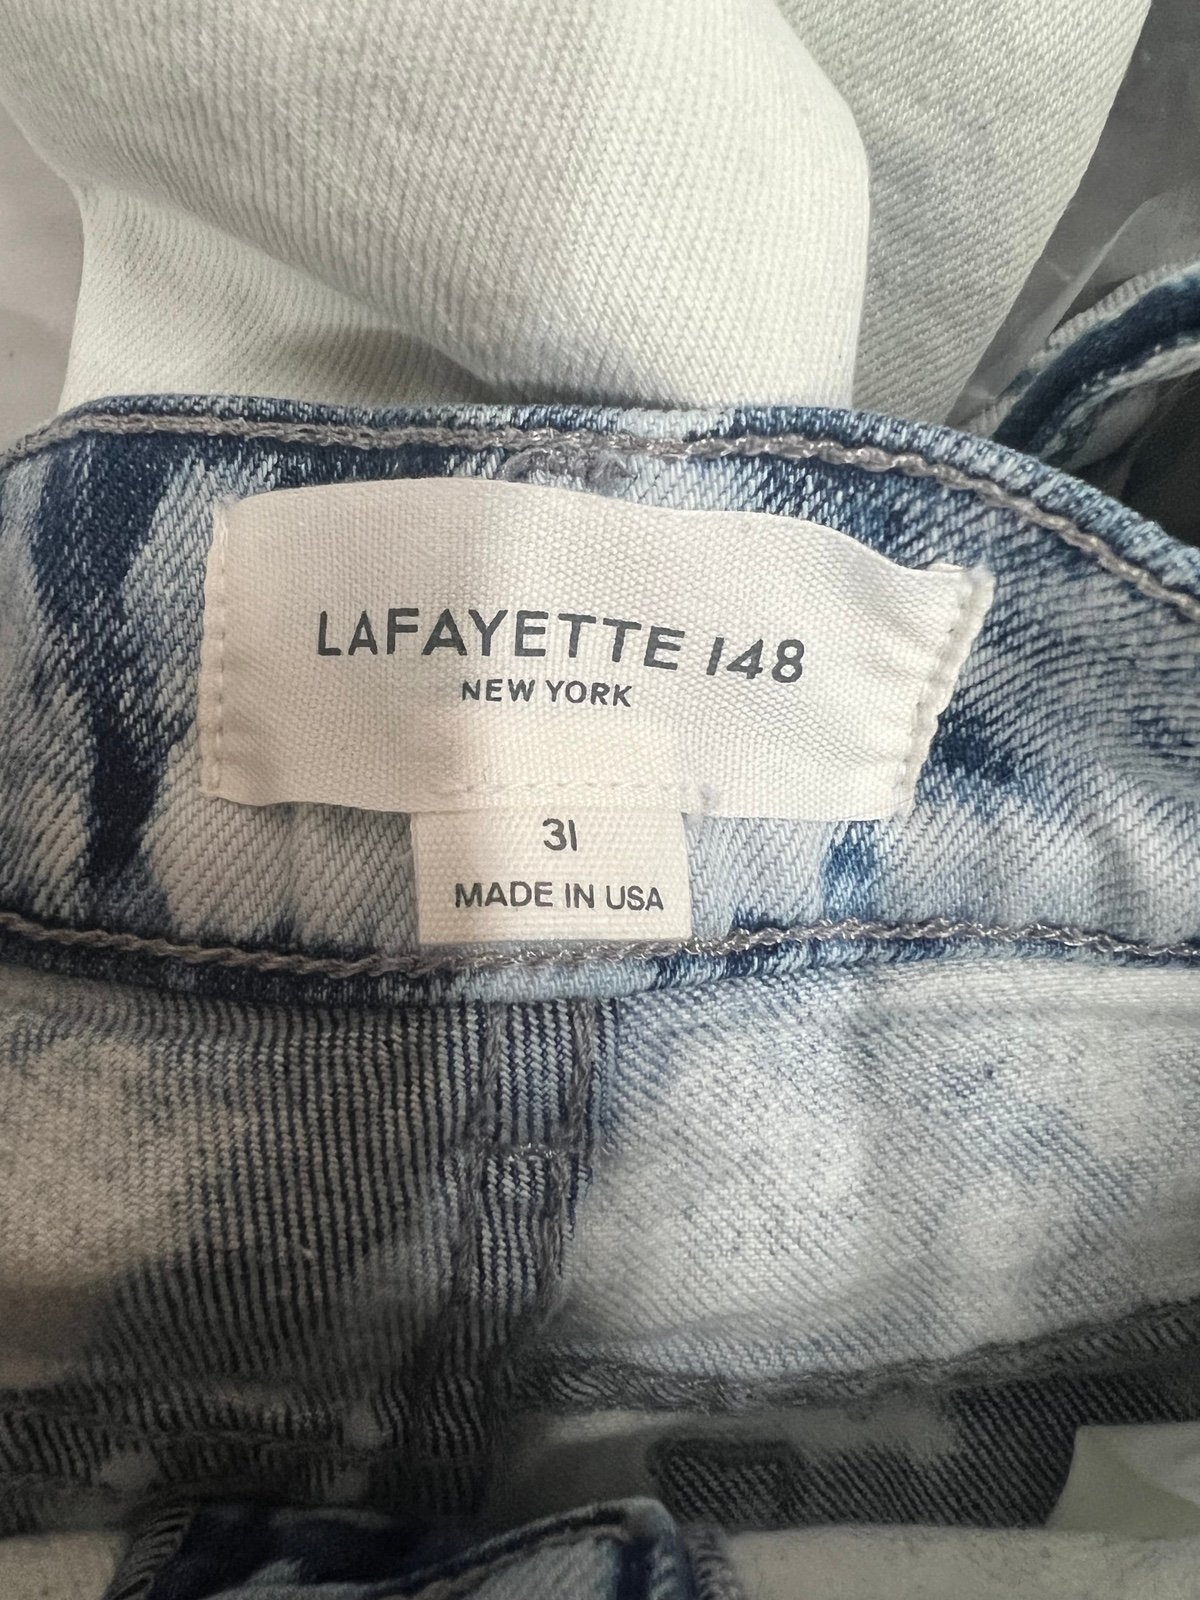 LAFAYETTE 148
NEW YORK
31
MADE IN USA